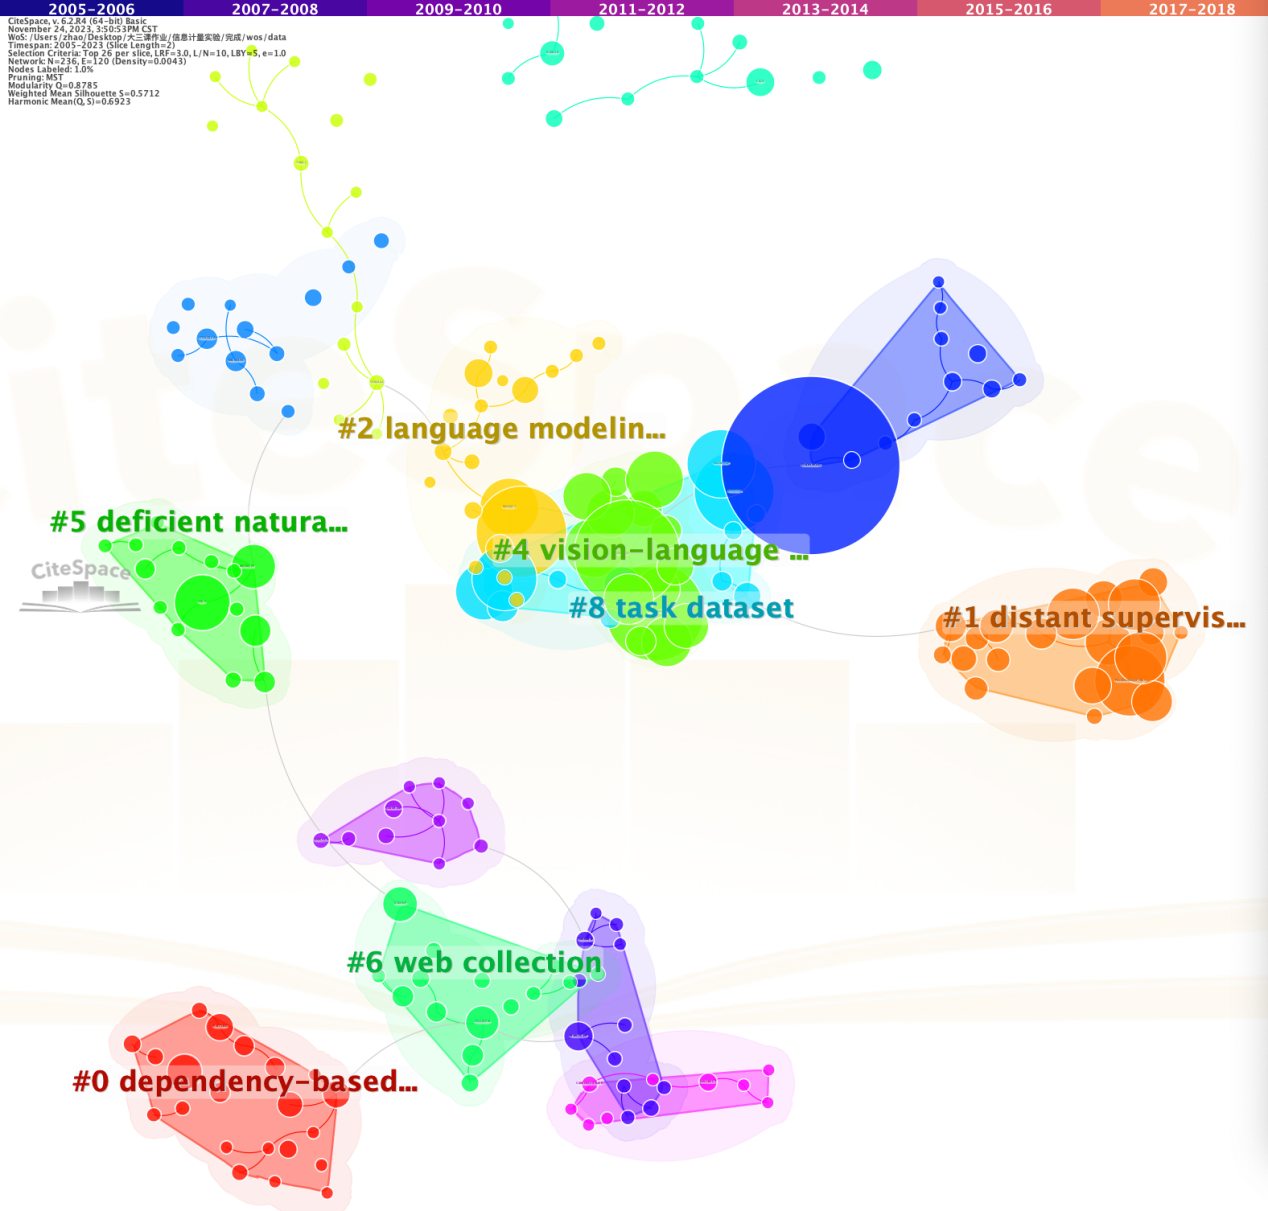 2005-2006 2007-2008 2009-2010 2011-2012 2013-2014 2015-2016 2017-2018
CiteSpace, v. 6.2.R4 (64-bit) Basic
November 24, 2023, 3:50:53PM CST
WoS: /Users/zhao/Desktop/大三课作业/信息计量实验/完成/wos/data
Timespan: 2005-2023 (Slice Length=2)
Selection Criteria: Top 26 per slice, LRF=3.0, L/N=10, LBY=5, e=1.0
Network: N=236, E=120 (Density=0.0043)
Nodes Labeled: 1.0%
Pruning: MST
Modularity Q=0.8785
Weighted Mean Silhouette S=0.5712
Harmonic Mean(Q, S)=0.6923
#2 language modelin...
#5 deficient natura...
#4 vision-language ...
CiteSpace
#8 task dataset
#1 distant supervis...
#6 web collection
#0 dependency-based...